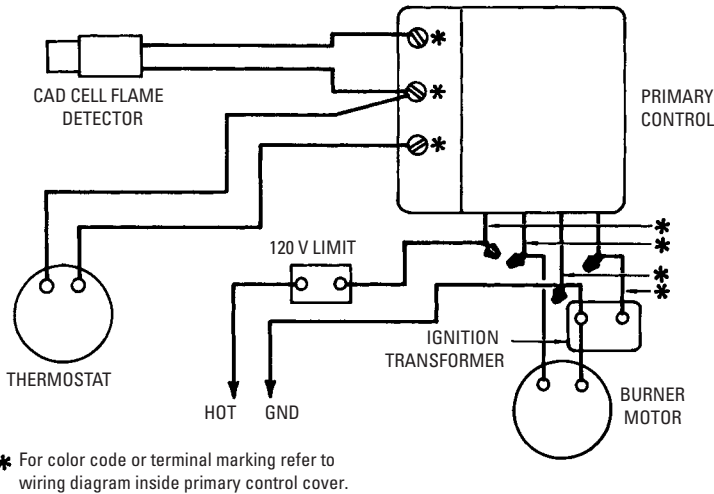 CAD CELL FLAME
DETECTOR
PRIMARY
CONTROL
120 V LIMIT
THERMOSTAT
HOT
GND
IGNITION
TRANSFORMER
BURNER
MOTOR
* For color code or terminal marking refer to
wiring diagram inside primary control cover.